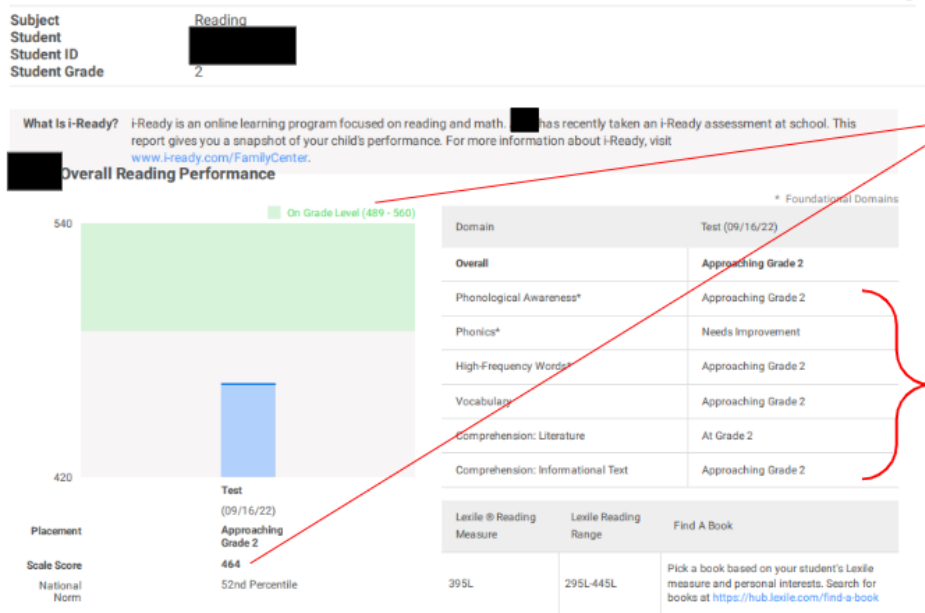 Subject Reading
Student
Student ID
Student Grade 2
What Is i-Ready? i-Ready is an online learning program focused on reading and math. has recently taken an i-Ready assessment at school. This
report gives you a snapshot of your child's performance. For more information about i-Ready, visit
www.i-ready.com/FamilyCenter.
Overall Reading Performance
* Foundational Domains
On Grade Level (489 - 560)
540
420
Test
(09/16/22)
Placement Approaching
Grade 2
Scale Score 464
National 52nd Percentile
Norm
Domain Test (09/16/22)
Overall Approaching Grade 2
Phonological Awareness* Approaching Grade 2
Phonics* Needs Improvement
High-Frequency Words* Approaching Grade 2
Vocabulary Approaching Grade 2
Comprehension: Literature At Grade 2
Comprehension: Informational Text Approaching Grade 2
Lexile ® Reading Lexile Reading Find A Book
Measure Range
395L 295L-445L Pick a book based on your student's Lexile
measure and personal interests. Search for
books at https://hub.lexile.com/find-a-book